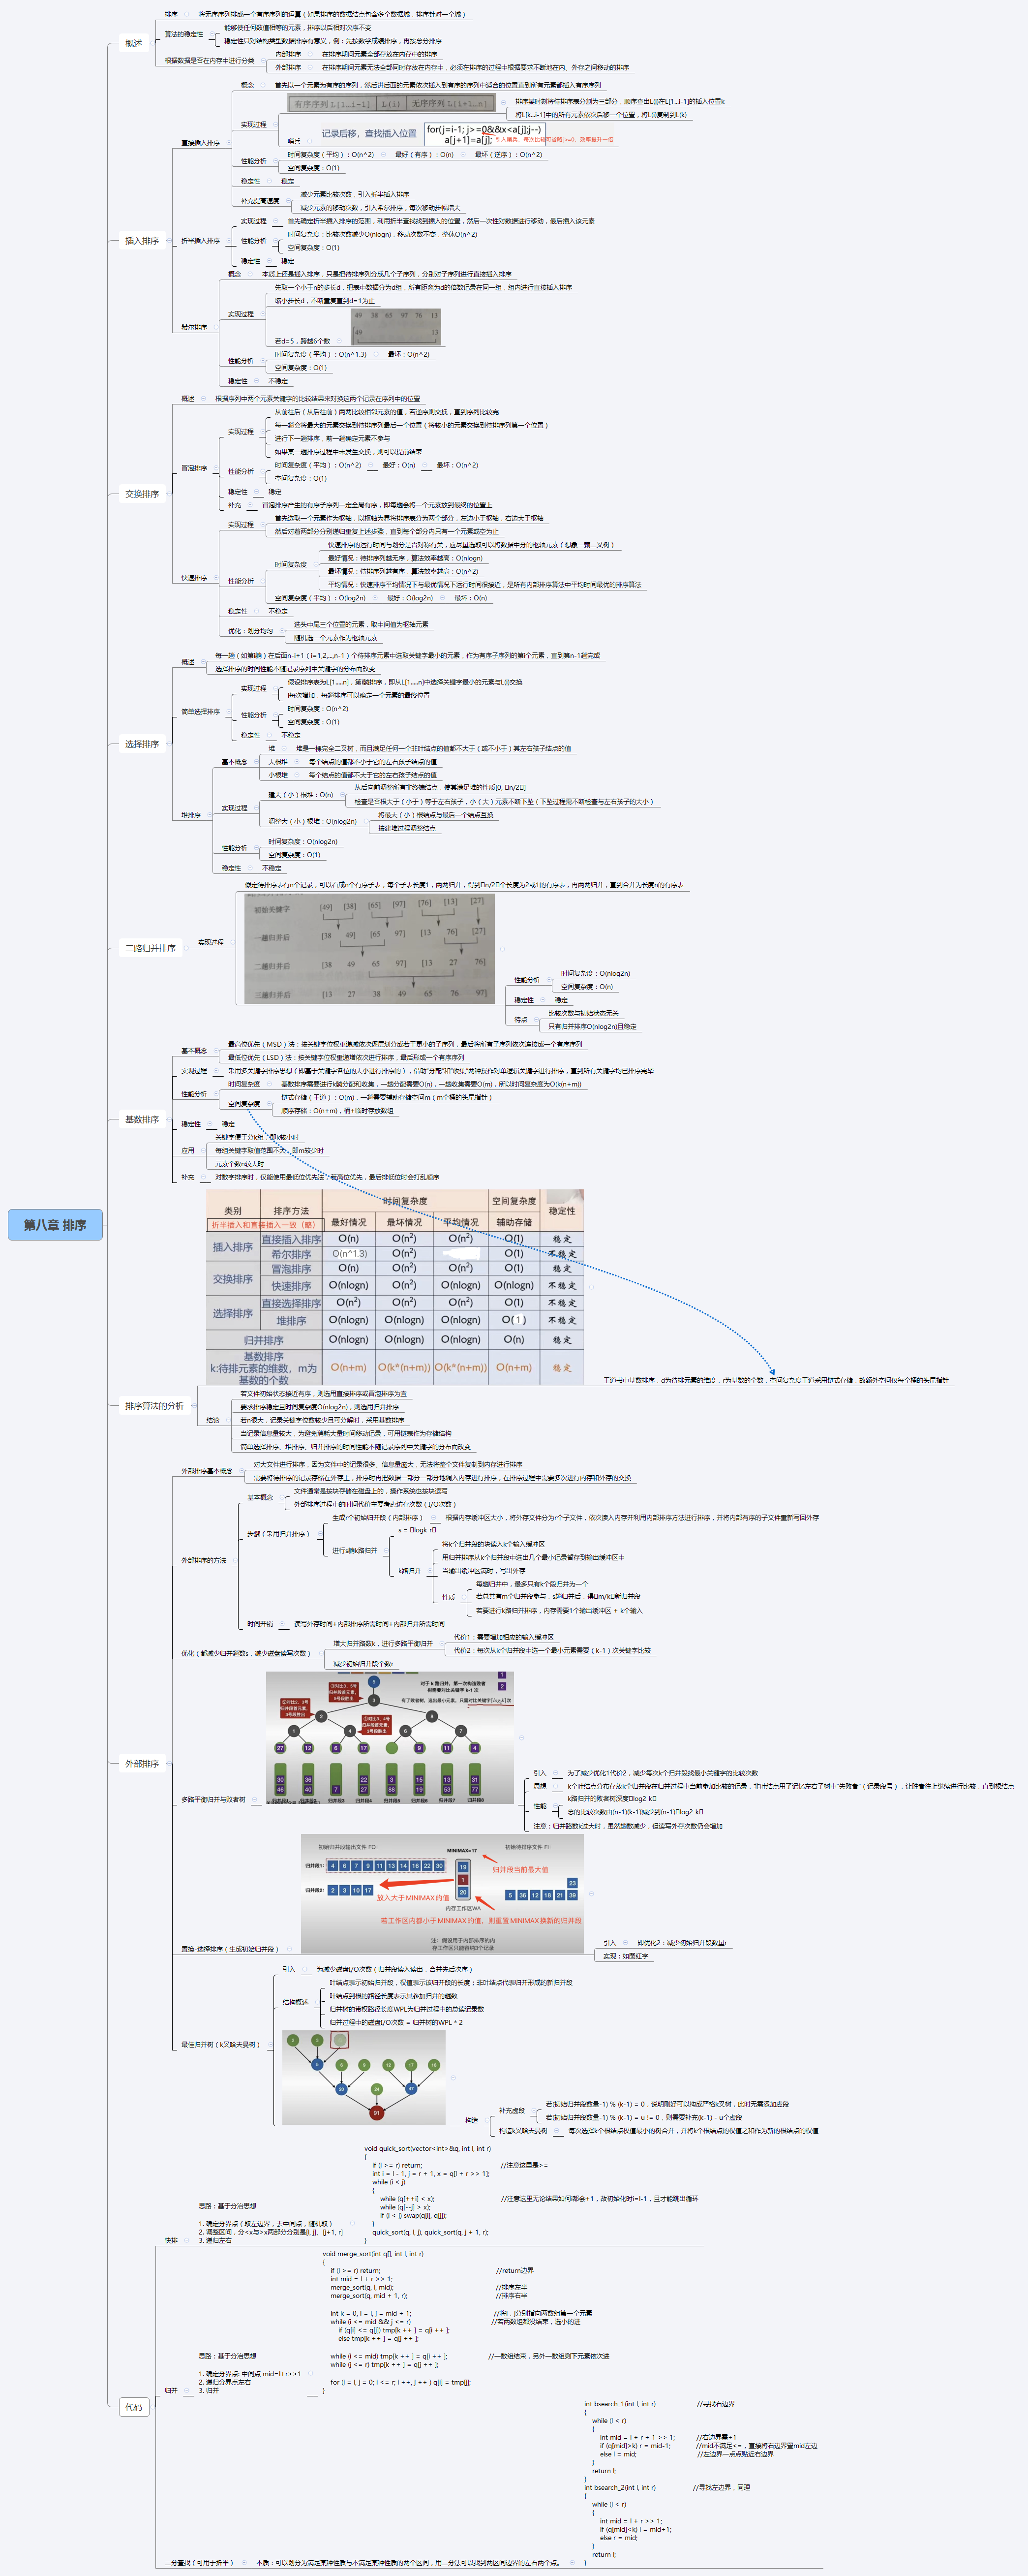 第八章 排序
概述
排序
将无序序列排成一个有序序列的运算（如果排序的数据结点包含多个数据域，排序针对一个域）
算法的稳定性
能够使任何数值相等的元素，排序以后相对次序不变
稳定性只对结构类型数据排序有意义，例：先按数字成绩排序，再按总分排序
根据数据是否在内存中进行分类
内部排序
在排序期间元素全部存放在内存中的排序
外部排序
在排序期间元素无法全部同时存放在内存中，必须在排序的过程中根据要求不断地在内、外存之间移动的排序
插入排序
直接插入排序
概念
首先以一个元素为有序的序列，然后讲后面的元素依次插入到有序的序列中适合的位置直到所有元素都插入有序序列
实现过程
有序序列 L[1...i-1]
L(i)
无序序列 L[i+1...n]
排序某时刻将待排序表分割为三部分，顺序查出L(i)在L[1...i-1]的插入位置k
将L[k...i-1]中的所有元素依次后移一个位置，将L(i)复制到L(k)
哨兵
记录后移，查找插入位置
for(j=i-1; j>=0&&x<a[j];j--)
a[j+1]=a[j];
引入哨兵，每次比较可省略j>=0，效率提升一倍
性能分析
时间复杂度（平均）：O(n^2)
最好（有序）：O(n)
最坏（逆序）：O(n^2)
空间复杂度：O(1)
稳定性
稳定
补充提高速度
减少元素比较次数，引入折半插入排序
减少元素的移动次数，引入希尔排序，每次移动步幅增大
折半插入排序
实现过程
首先确定折半插入排序的范围，利用折半查找找到插入的位置，然后一次性对数据进行移动，最后插入该元素
性能分析
时间复杂度：比较次数减少O(nlogn)，移动次数不变，整体O(n^2)
空间复杂度：O(1)
稳定性
稳定
希尔排序
概念
本质上还是插入排序，只是把待排序列分成几个子序列，分别对子序列进行直接插入排序
实现过程
先取一个小于n的步长d，把表中数据分为d组，所有距离为d的倍数记录在同一组，组内进行直接插入排序
缩小步长d，不断重复直到d=1为止
若d=5，跨越6个数
49 38 65 97 76 13
49 13
性能分析
时间复杂度（平均）：O(n^1.3)
最坏：O(n^2)
空间复杂度：O(1)
稳定性
不稳定
交换排序
概述
根据序列中两个元素关键字的比较结果来对换这两个记录在序列中的位置
冒泡排序
实现过程
从前往后（从后往前）两两比较相邻元素的值，若逆序则交换，直到序列比较完
每一趟会将最大的元素交换到待排序列最后一个位置（将较小的元素交换到待排序列第一个位置）
进行下一趟排序，前一趟确定元素不参与
如果某一趟排序过程中未发生交换，则可以提前结束
性能分析
时间复杂度（平均）：O(n^2)
最好：O(n)
最坏：O(n^2)
空间复杂度：O(1)
稳定性
稳定
补充
冒泡排序产生的有序子序列一定全局有序，即每趟会将一个元素放到最终的位置上
快速排序
实现过程
首先选取一个元素作为枢轴，以枢轴为界将排序表分为两个部分，左边小于枢轴，右边大于枢轴
然后对着两部分分别递归重复上述步骤，直到每个部分内只有一个元素或空为止
性能分析
时间复杂度
快速排序的运行时间与划分是否对称有关，应尽量选取可以将数据中分的枢轴元素（想象一颗二叉树）
最好情况：待排序列越无序，算法效率越高：O(nlogn)
最坏情况：待排序列越有序，算法效率越高：O(n^2)
平均情况：快速排序平均情况下与最优情况下运行时间很接近，是所有内部排序算法中平均时间最优的排序算法
空间复杂度（平均）：O(log2n)
最好：O(log2n)
最坏：O(n)
稳定性
不稳定
优化：划分均匀
选头中尾三个位置的元素，取中间值为枢轴元素
随机选一个元素作为枢轴元素
选择排序
概述
每一趟（如第i趟）在后面n-i+1（i=1,2,...,n-1）个待排序元素中选取关键字最小的元素，作为有序子序列的第i个元素，直到第n-1趟完成
选择排序的时间性能不随记录序列中关键字的分布而改变
简单选择排序
实现过程
假设排序表为L[1,...,n]，第i趟排序，即从L[1,...,n]中选择关键字最小的元素与L(i)交换
i每次增加，每趟排序可以确定一个元素的最终位置
性能分析
时间复杂度：O(n^2)
空间复杂度：O(1)
稳定性
不稳定
堆排序
基本概念
堆
堆是一棵完全二叉树，而且满足任何一个非叶结点的值都不大于（或不小于）其左右孩子结点的值
大根堆
每个结点的值都不小于它的左右孩子结点的值
小根堆
每个结点的值都不大于它的左右孩子结点的值
实现过程
建大（小）根堆：O(n)
从后向前调整所有非终端结点，使其满足堆的性质[0, n/2]
检查是否根大于（小于）等于左右孩子，小（大）元素不断下坠（下坠过程需不断检查与左右孩子的大小）
调整大（小）根堆：O(nlog2n)
将最大（小）根结点与最后一个结点互换
按建堆过程调整结点
性能分析
时间复杂度：O(nlog2n)
空间复杂度：O(1)
稳定性
不稳定
二路归并排序
实现过程
假定待排序表有n个记录，可以看成n个有序子表，每个子表长度1，两两归并，得到n/2个长度为2或1的有序表，再两两归并，直到合并为长度n的有序表
初始关键字 [49] [38] [65] [97] [76] [13] [27]
一趟归并后 [38 49] [65 97] [13 76] [27]
二趟归并后 [38 49 65 97] [13 27 76]
三趟归并后 [13 27 38 49 65 76 97]
性能分析
时间复杂度：O(nlog2n)
空间复杂度：O(n)
稳定性
稳定
特点
比较次数与初始状态无关
只有归并排序O(nlog2n)且稳定
基数排序
基本概念
最高位优先（MSD）法：按关键字位权重递减依次逐层划分成若干更小的子序列，最后将所有子序列依次连接成一个有序序列
最低位优先（LSD）法：按关键字位权重递增依次进行排序，最后形成一个有序序列
实现过程
采用多关键字排序思想（即基于关键字各位的大小进行排序的），借助“分配”和“收集”两种操作对单逻辑关键字进行排序，直到所有关键字均已排序完毕
性能分析
时间复杂度
基数排序需要进行k躺分配和收集，一趟分配需要O(n)，一趟收集需要O(m)，所以时间复杂度为O(k(n+m))
空间复杂度
链式存储（王道）：O(m)，一趟需要辅助存储空间m（m个桶的头尾指针）
顺序存储：O(n+m)，桶+临时存放数组
稳定性
稳定
应用
关键字便于分k组，即k较小时
每组关键字取值范围不大，即m较少时
元素个数n较大时
补充
对数字排序时，仅能使用最低位优先法，若高位优先，最后排低位时会打乱顺序
排序算法的分析
类别 排序方法 时间复杂度 空间复杂度 稳定性
折半插入和直接插入一致（略） 最好情况 最坏情况 平均情况 辅助存储
插入排序 直接插入排序 O(n) O(n²) O(n²) O(1) 稳定
希尔排序 O(n^1.3) O(n²) O(1) 不稳定
交换排序 冒泡排序 O(n) O(n²) O(n²) O(1) 稳定
快速排序 O(nlogn) O(n²) O(nlogn) O(nlogn) 不稳定
选择排序 直接选择排序 O(n²) O(n²) O(n²) O(1) 不稳定
堆排序 O(nlogn) O(nlogn) O(nlogn) O(1) 不稳定
归并排序 O(nlogn) O(nlogn) O(nlogn) O(n) 稳定
基数排序
k:待排元素的维数，m为基数的个数 O(n+m) O(k*(n+m)) O(k*(n+m)) O(n+m) 稳定
王道书中基数排序，d为待排元素的维度，r为基数的个数，空间复杂度王道采用链式存储，故额外空间仅每个桶的头尾指针
结论
若文件初始状态接近有序，则选用直接排序或冒泡排序为宜
要求排序稳定且时间复杂度O(nlog2n)，则选用归并排序
若n很大，记录关键字位数较少且可分解时，采用基数排序
当记录信息量较大，为避免消耗大量时间移动记录，可用链表作为存储结构
简单选择排序、堆排序、归并排序的时间性能不随记录序列中关键字的分布而改变
外部排序
外部排序基本概念
对大文件进行排序，因为文件中的记录很多、信息量庞大，无法将整个文件复制到内存进行排序
需要将待排序的记录存储在外存上，排序时再把数据一部分一部分地调入内存进行排序，在排序过程中需要多次进行内存和外存的交换
外部排序的方法
基本概念
文件通常是按块存储在磁盘上的，操作系统也按块读写
外部排序过程中的时间代价主要考虑访存次数（I/O次数）
步骤（采用归并排序）
生成r个初始归并段（内部排序）
根据内存缓冲区大小，将外存文件分为r个子文件，依次读入内存并利用内部排序方法进行排序，并将内部有序的子文件重新写回外存
进行s躺k路归并
s = logk r
k路归并
将k个归并段的块读入k个输入缓冲区
用归并排序从k个归并段中选出几个最小记录暂存到输出缓冲区中
当输出缓冲区满时，写出外存
性质
每趟归并中，最多只有k个段归并为一个
若总共有m个归并段参与，s趟归并后，得m/k新归并段
若要进行k路归并排序，内存需要1个输出缓冲区 + k个输入
时间开销
读写外存时间+内部排序所需时间+内部归并所需时间
优化（都减少归并趟数s，减少磁盘读写次数）
增大归并路数k，进行多路平衡归并
代价1：需要增加相应的输入缓冲区
代价2：每次从k个归并段中选一个最小元素需要（k-1）次关键字比较
减少初始归并段个数r
多路平衡归并与败者树
对于 k 路归并，第一次构造败者树需要对比关键字 k-1 次
有了败者树，选出最小元素，只需对比关键字⌈log₂k⌉次
引入
为了减少优化1代价2，减少每次k个归并段找最小关键字的比较次数
思想
k个叶结点分布存放k个归并段在归并过程中当前参加比较的记录，非叶结点用了记忆左右子树中“失败者”（记录段号），让胜者往上继续进行比较，直到根结点
性能
k路归并的败者树深度log2 k
总的比较次数由(n-1)(k-1)减少到(n-1)log2 k
注意：归并路数k过大时，虽然趟数减少，但读写外存次数仍会增加
置换-选择排序（生成初始归并段）
初始归并段输出文件 FO：
MINIMAX=17
初始待排序文件 FI：
归并段1： 4 6 7 9 11 13 14 16 22 30
归并段2： 2 3 10 17
19
1
20
归并段当前最大值
23
5 36 12 18 21 39
放入大于MINIMAX的值
内存工作区WA
若工作区内都小于MINIMAX的值，则重置MINIMAX换新的归并段
注：假设用于内部排序的内存工作区只能容纳3个记录
引入
即优化2：减少初始归并段数量r
实现：如图红字
最佳归并树（k叉哈夫曼树）
引入
为减少磁盘I/O次数（归并段读入读出，合并先后次序）
结构概述
叶结点表示初始归并段，权值表示该归并段的长度；非叶结点代表归并形成的新归并段
叶结点到根的路径长度表示其参加归并的趟数
归并树的带权路径长度WPL为归并过程中的总读记录数
归并过程中的磁盘I/O次数 = 归并树的WPL * 2
构造
补充虚段
若(初始归并段数量-1) % (k-1) = 0，说明刚好可以构成严格k叉树，此时无需添加虚段
若(初始归并段数量-1) % (k-1) = u != 0，则需要补充(k-1) - u个虚段
构造k叉哈夫曼树
每次选择k个根结点权值最小的树合并，并将k个根结点的权值之和作为新的根结点的权值
代码
快排
思路：基于分治思想
1. 确定分界点（取左边界，去中间点，随机取）
2. 调整区间，分<x与>x两部分分别是[l, j]，[j+1, r]
3. 递归左右
void quick_sort(vector<int>&q, int l, int r)
{
if (l >= r) return; //注意这里是>=
int i = l - 1, j = r + 1, x = q[l + r >> 1];
while (i < j)
{
while (q[++i] < x); //注意这里无论结果如何i都会+1，故初始化时i=l-1，且才能跳出循环
while (q[--j] > x);
if (i < j) swap(q[i], q[j]);
}
quick_sort(q, l, j), quick_sort(q, j + 1, r);
}
归并
思路：基于分治思想
1. 确定分界点: 中间点 mid=l+r>>1
2. 递归分界点左右
3. 归并
void merge_sort(int q[], int l, int r)
{
if (l >= r) return; //return边界
int mid = l + r >> 1;
merge_sort(q, l, mid); //排序左半
merge_sort(q, mid + 1, r); //排序右半
int k = 0, i = l, j = mid + 1; //将i，j分别指向两数组第一个元素
while (i <= mid && j <= r) //若两数组都没结束，选小的进
if (q[i] <= q[j]) tmp[k ++ ] = q[i ++ ];
else tmp[k ++ ] = q[j ++ ];
while (i <= mid) tmp[k ++ ] = q[i ++ ]; //一数组结束，另外一数组剩下元素依次进
while (j <= r) tmp[k ++ ] = q[j ++ ];
for (i = l, j = 0; i <= r; i ++, j ++ ) q[i] = tmp[j];
}
二分查找（可用于折半）
本质：可以划分为满足某种性质与不满足某种性质的两个区间，用二分法可以找到两区间边界的左右两个点。
int bsearch_1(int l, int r) //寻找右边界
{
while (l < r)
{
int mid = l + r + 1 >> 1; //右边界需+1
if (q[mid]>k) r = mid-1; //mid不满足<=，直接将右边界置mid左边
else l = mid; //左边界一点点贴近右边界
}
return l;
}
int bsearch_2(int l, int r) //寻找左边界，同理
{
while (l < r)
{
int mid = l + r >> 1;
if (q[mid]<k) l = mid+1;
else r = mid;
}
return l;
}